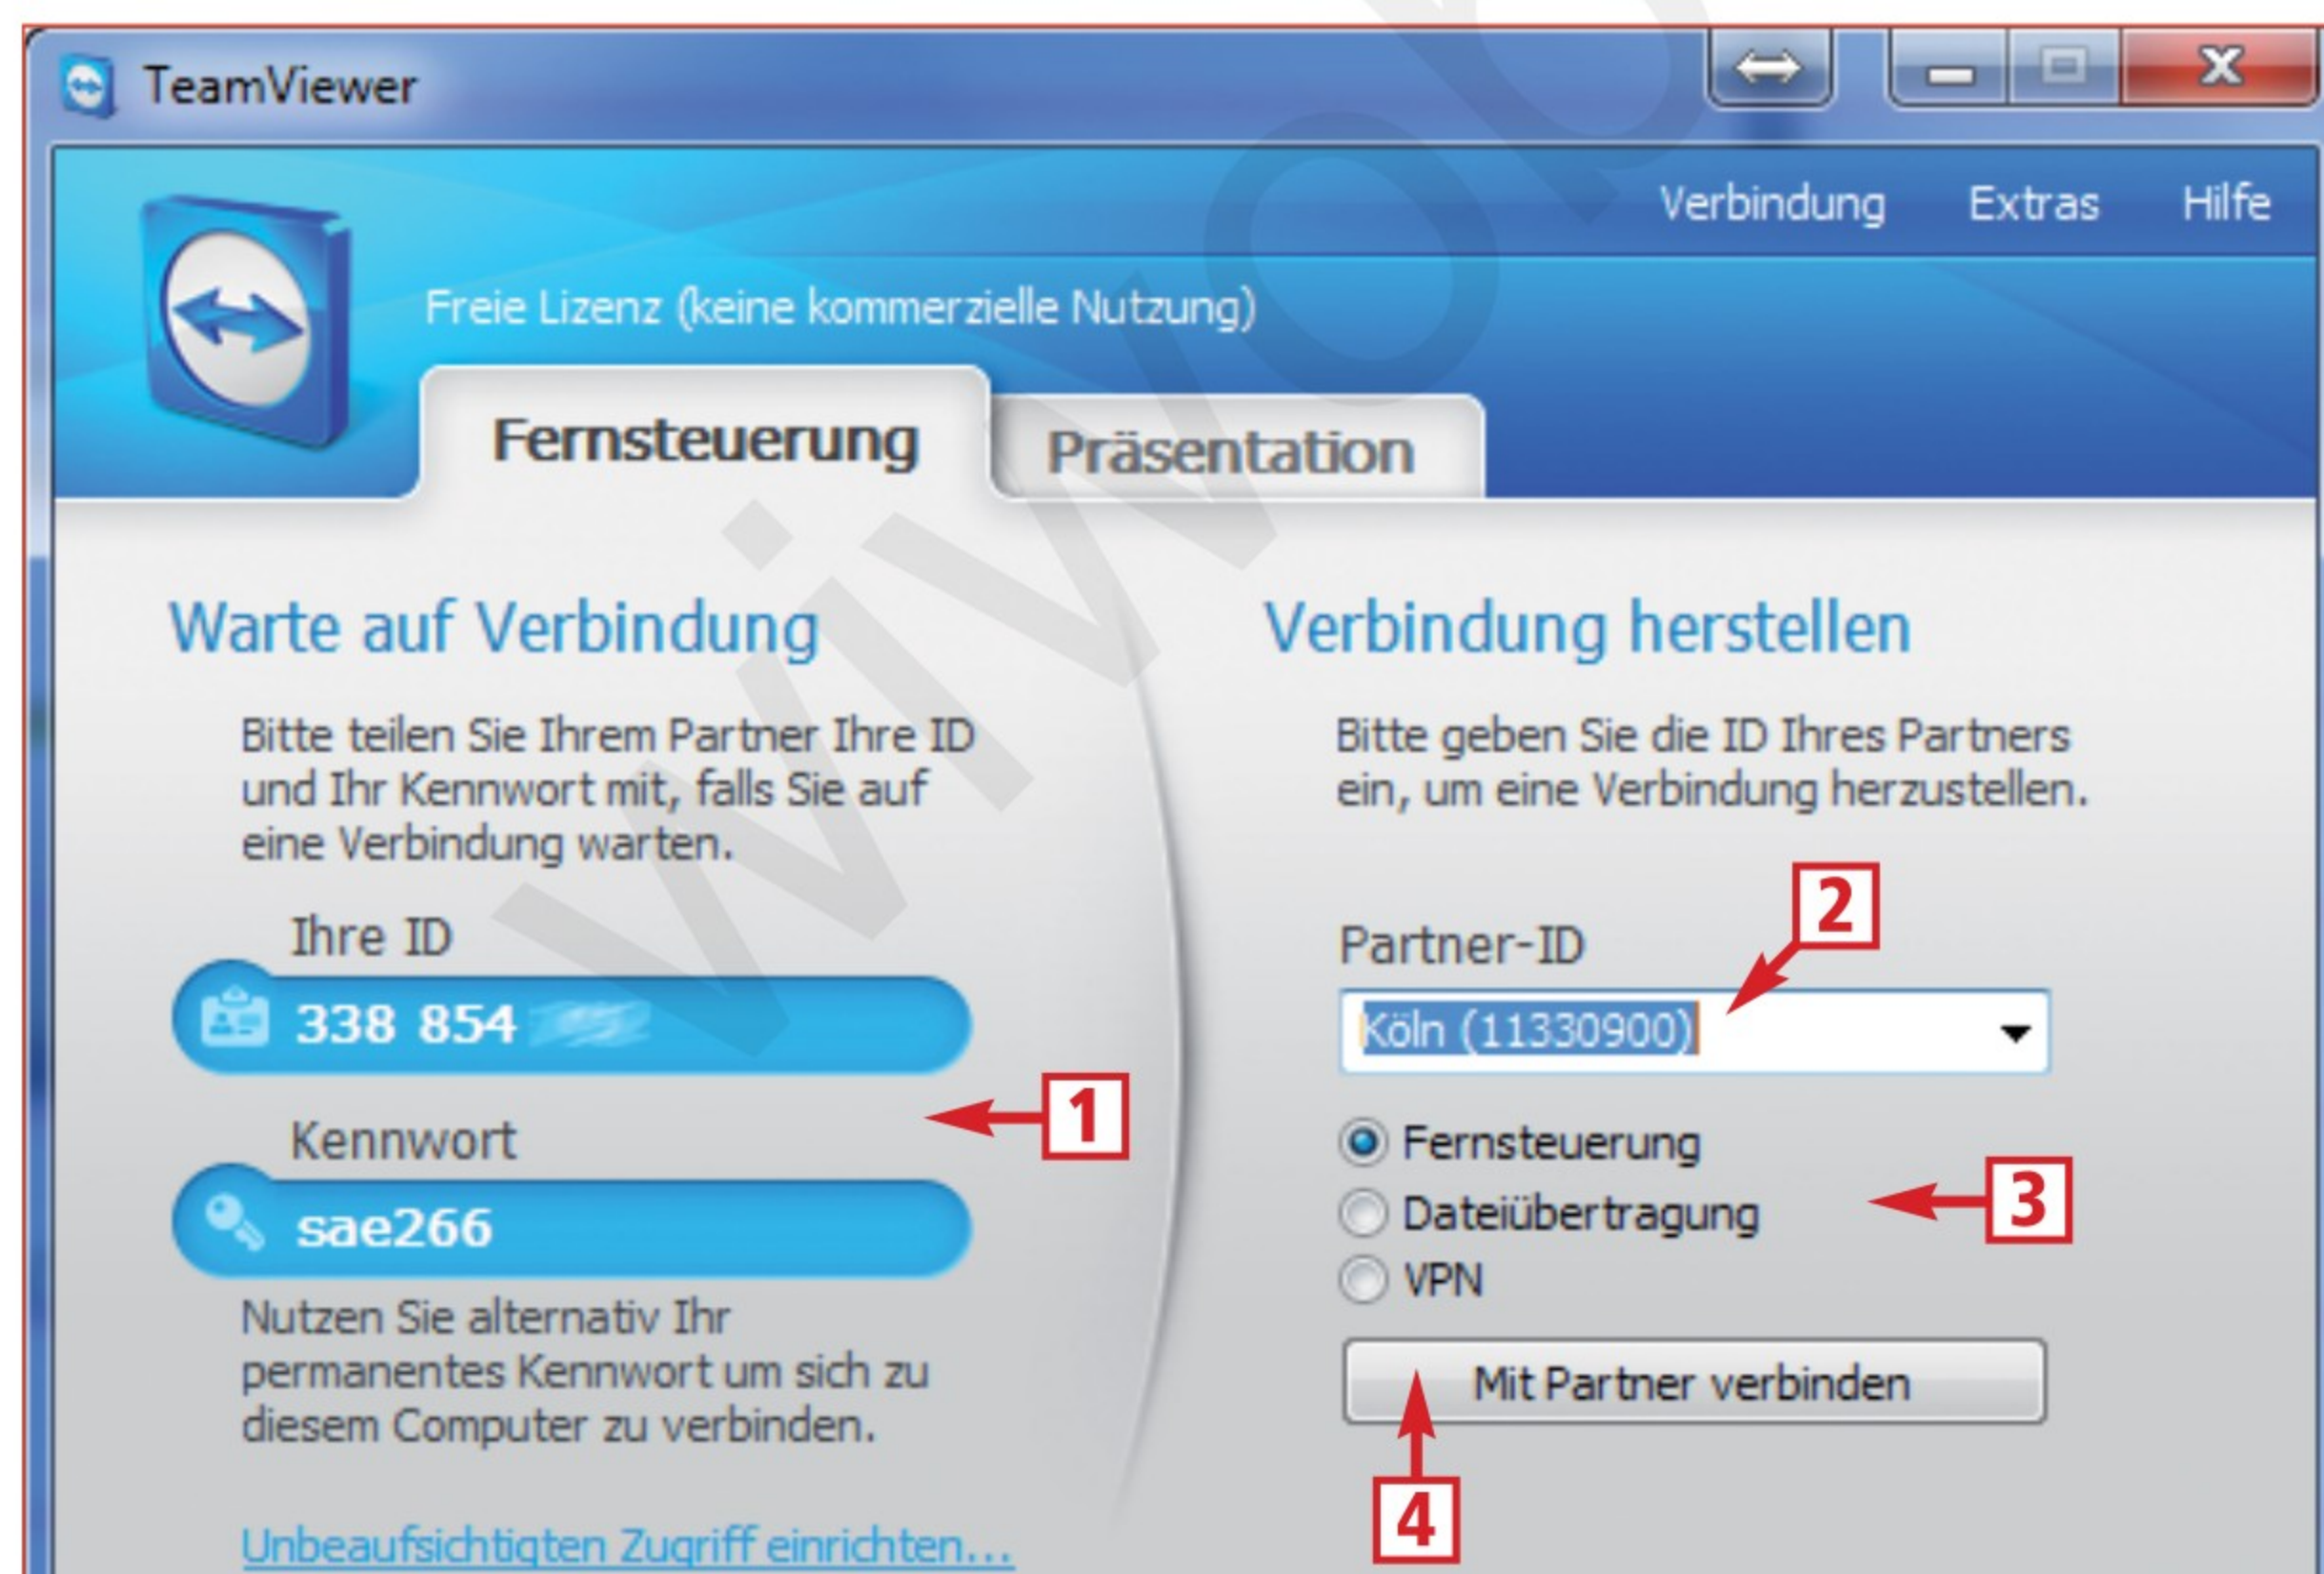 TeamViewer
Verbindung Extras Hilfe
Freie Lizenz (keine kommerzielle Nutzung)
Fernsteuerung Präsentation
Warte auf Verbindung
Bitte teilen Sie Ihrem Partner Ihre ID
und Ihr Kennwort mit, falls Sie auf
eine Verbindung warten.
Ihre ID
338 854
1
Kennwort
sae266
Nutzen Sie alternativ Ihr
permanentes Kennwort um sich zu
diesem Computer zu verbinden.
Unbeaufsichtigten Zugriff einrichten...
Verbindung herstellen
Bitte geben Sie die ID Ihres Partners
ein, um eine Verbindung herzustellen.
2
Partner-ID
Köln (11330900)
Fernsteuerung
Dateiübertragung
3
VPN
Mit Partner verbinden
4